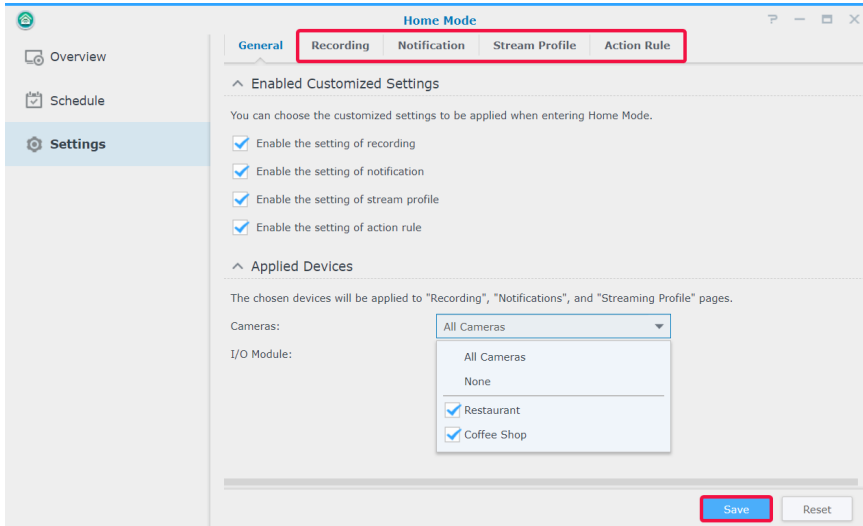 Home Mode
Overview
Schedule
Settings
General Recording Notification Stream Profile Action Rule
Enabled Customized Settings
You can choose the customized settings to be applied when entering Home Mode.
Enable the setting of recording
Enable the setting of notification
Enable the setting of stream profile
Enable the setting of action rule
Applied Devices
The chosen devices will be applied to "Recording", "Notifications", and "Streaming Profile" pages.
Cameras: All Cameras
I/O Module:
All Cameras
None
Restaurant
Coffee Shop
Save Reset